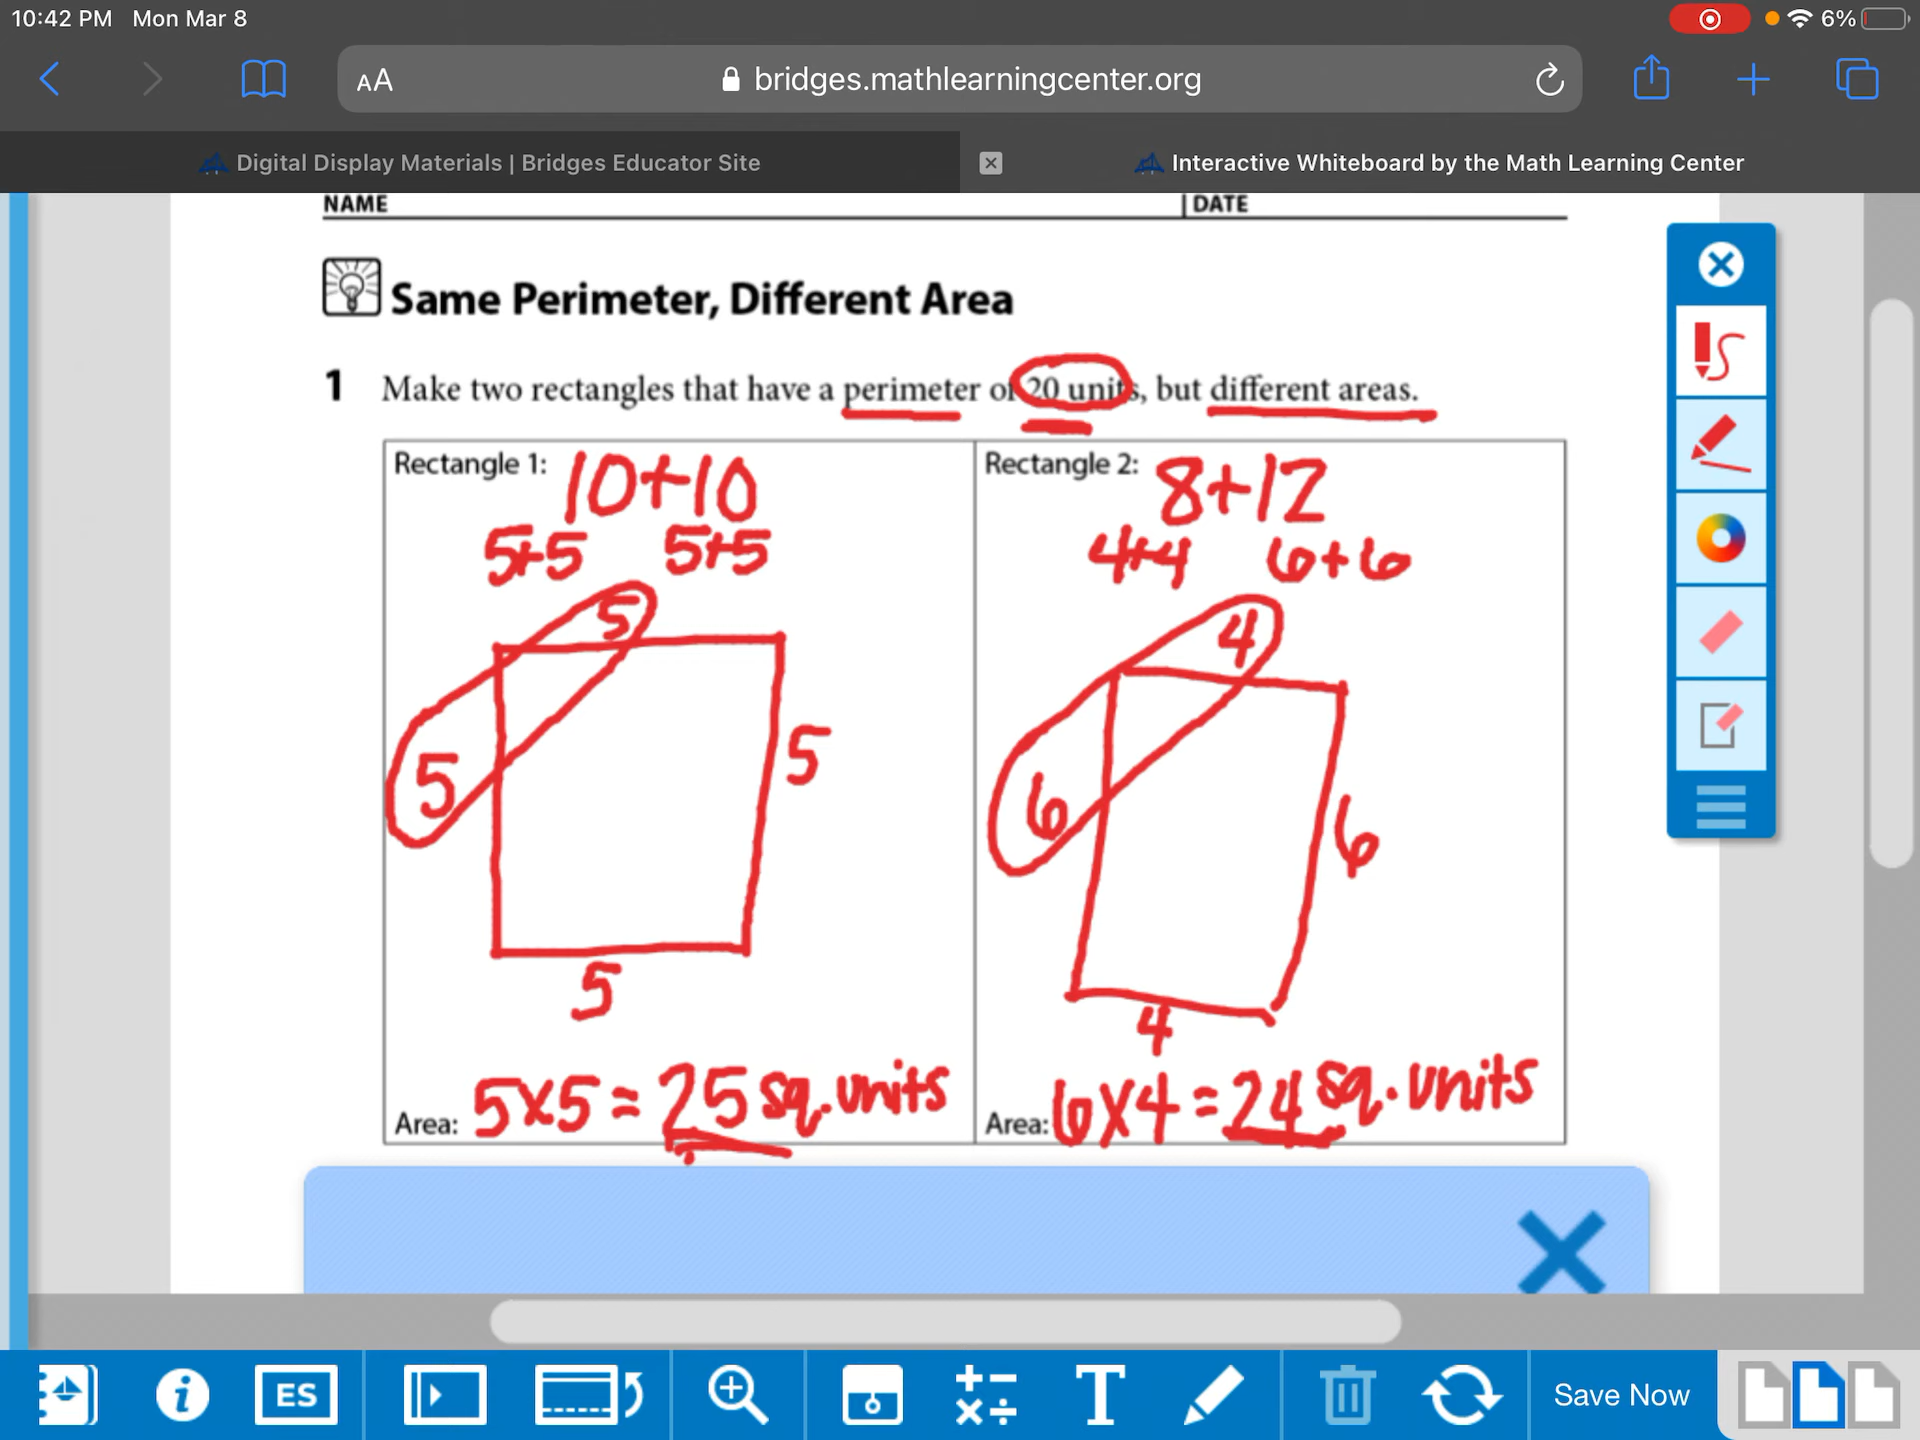 10:42 PM Mon Mar 8 6%
AA bridges.mathlearningcenter.org
Digital Display Materials | Bridges Educator Site
Interactive Whiteboard by the Math Learning Center
NAME | DATE
Same Perimeter, Different Area
1 Make two rectangles that have a perimeter of 20 units, but different areas.
Rectangle 1: 10+10
5+5 5+5
5
5
5
5
Area: 5x5 = 25 sq. units
Rectangle 2: 8+12
4+4 6+6
4
6
6
4
Area: 6x4 = 24 sq. units
ES
T
Save Now